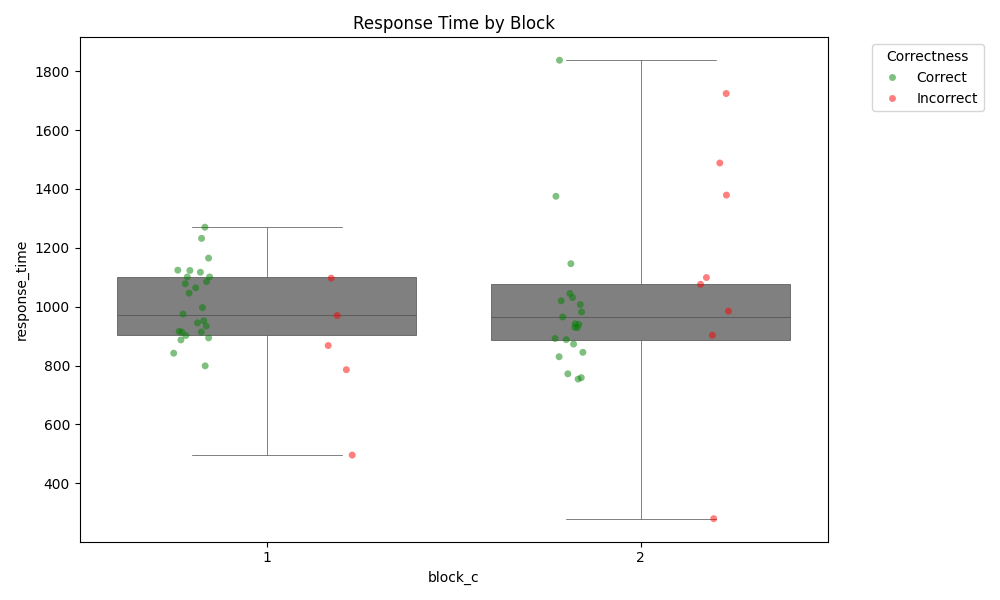 Response Time by Block
Correctness
Correct
Incorrect
1800
1600
1400
1200
1000
800
600
400
response_time
1
2
block_c